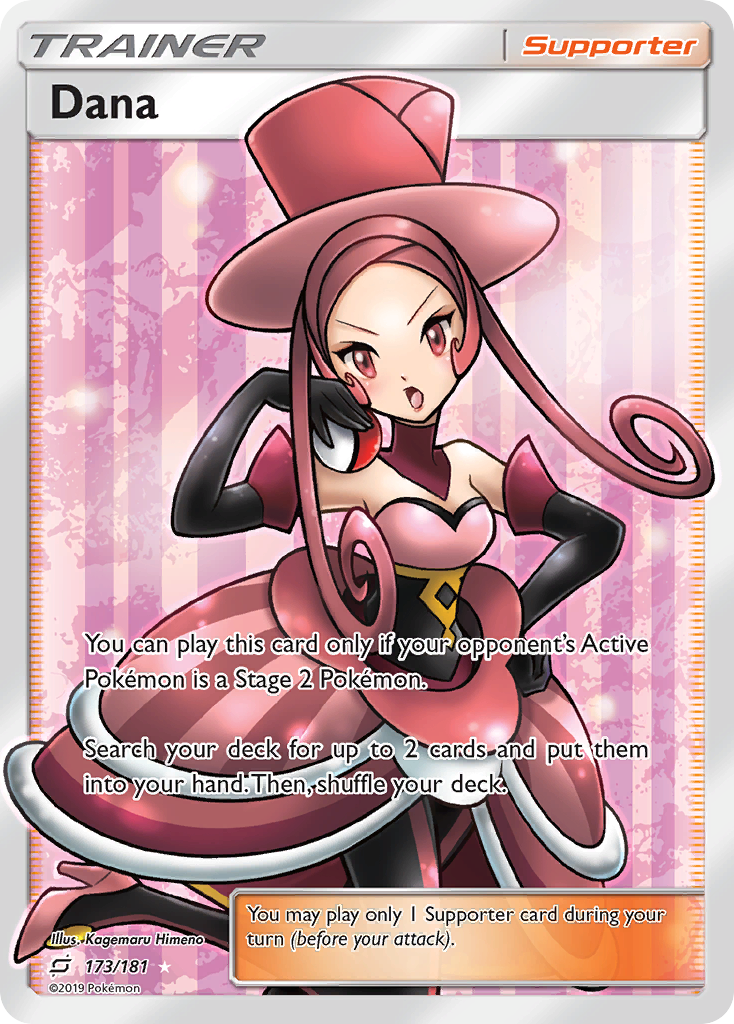 TRAINER
Supporter
Dana
You can play this card only if your opponent's Active
Pokémon is a Stage 2 Pokémon.
Search your deck for up to 2 cards and put them
into your hand. Then, shuffle your deck.
You may play only 1 Supporter card during your
turn (before your attack).
Illus. Kagemaru Himeno
173/181
©2019 Pokémon